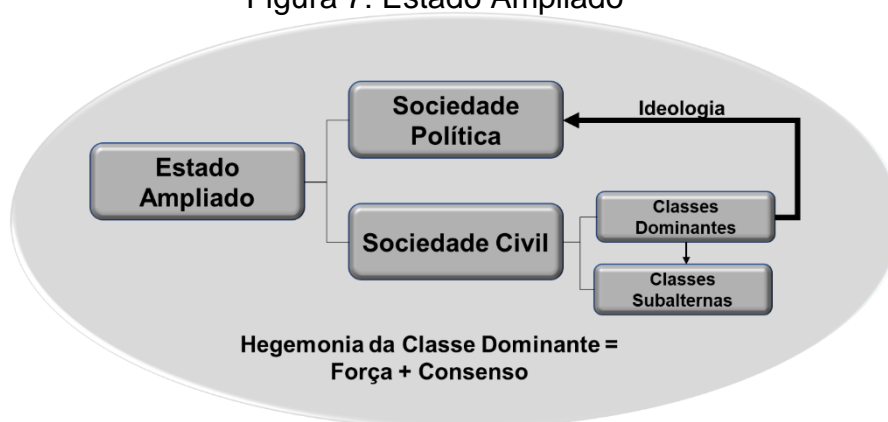 Figura 7: Estado Ampliado
Sociedade
Política
Ideologia
Estado
Ampliado
Sociedade Civil
Classes
Dominantes
Classes
Subalternas
Hegemonia da Classe Dominante =
Força + Consenso